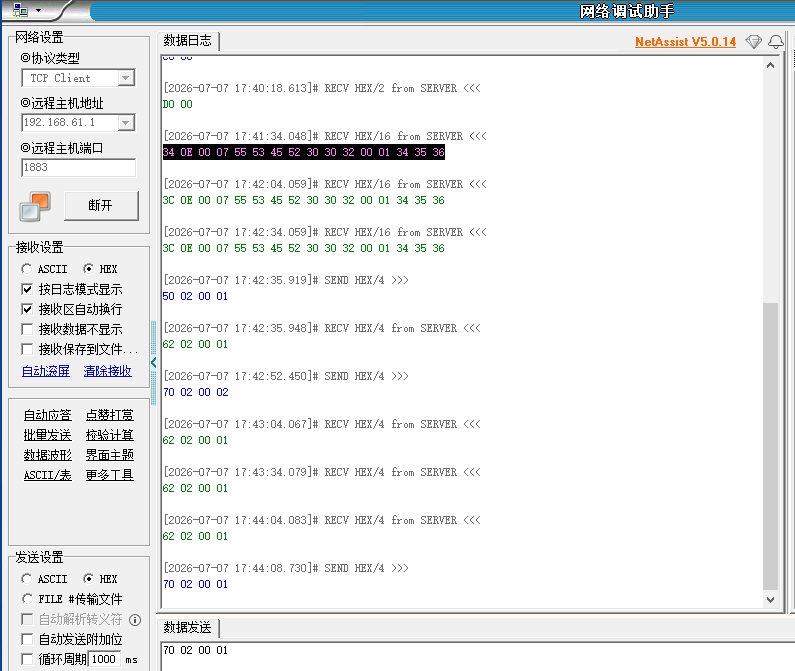 网络调试助手
网络设置
协议类型
TCP Client
远程主机地址
192.168.61.1
远程主机端口
1883
断开
接收设置
ASCII HEX
按日志模式显示
接收区自动换行
接收数据不显示
接收保存到文件...
自动滚屏 清除接收
自动应答 点赞打赏
批量发送 校验计算
数据波形 界面主题
ASCII/表 更多工具
发送设置
ASCII HEX
FILE #传输文件
自动解析转义符
自动发送附加位
循环周期 1000 ms
数据日志
NetAssist V5.0.14
[2026-07-07 17:40:18.613]# RECV HEX/2 from SERVER <<<
D0 00
[2026-07-07 17:41:34.048]# RECV HEX/16 from SERVER <<<
34 0E 00 07 55 53 45 52 30 30 32 00 01 34 35 36
[2026-07-07 17:42:04.059]# RECV HEX/16 from SERVER <<<
3C 0E 00 07 55 53 45 52 30 30 32 00 01 34 35 36
[2026-07-07 17:42:34.059]# RECV HEX/16 from SERVER <<<
3C 0E 00 07 55 53 45 52 30 30 32 00 01 34 35 36
[2026-07-07 17:42:35.919]# SEND HEX/4 >>>
50 02 00 01
[2026-07-07 17:42:35.948]# RECV HEX/4 from SERVER <<<
62 02 00 01
[2026-07-07 17:42:52.450]# SEND HEX/4 >>>
70 02 00 02
[2026-07-07 17:43:04.067]# RECV HEX/4 from SERVER <<<
62 02 00 01
[2026-07-07 17:43:34.079]# RECV HEX/4 from SERVER <<<
62 02 00 01
[2026-07-07 17:44:04.083]# RECV HEX/4 from SERVER <<<
62 02 00 01
[2026-07-07 17:44:08.730]# SEND HEX/4 >>>
70 02 00 01
数据发送
70 02 00 01